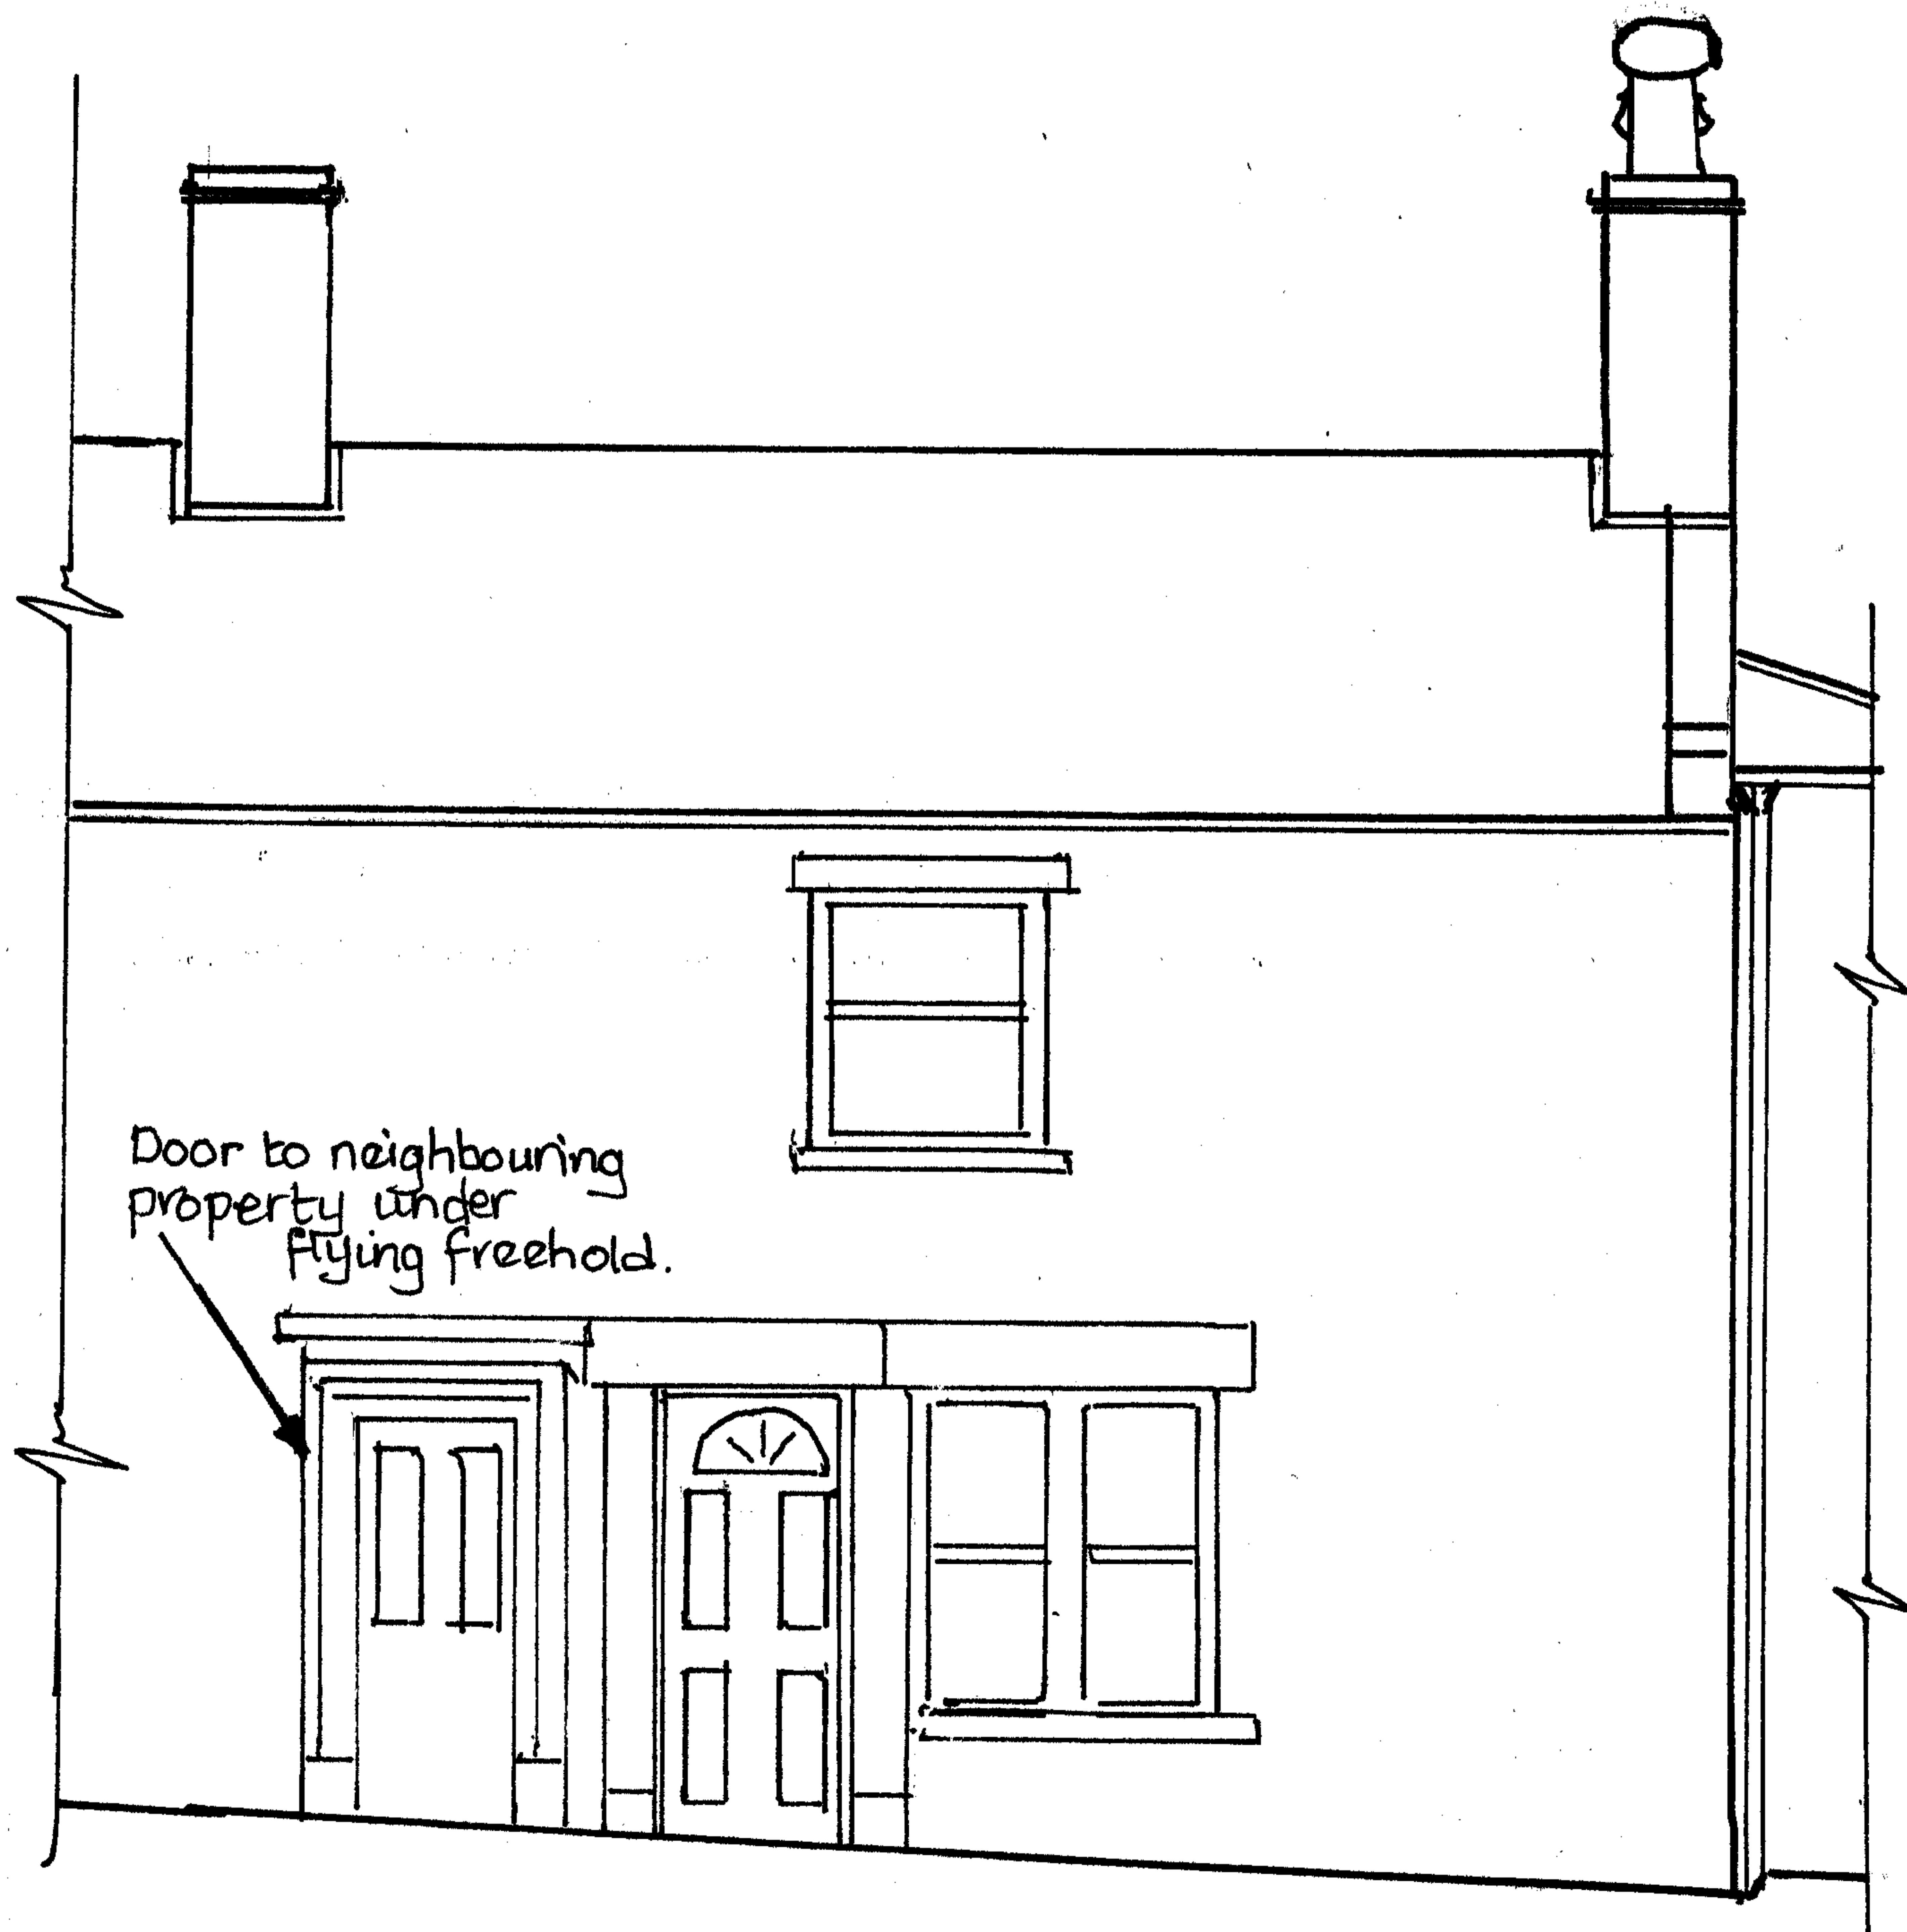 Door to neighbouring
property under
flying freehold.